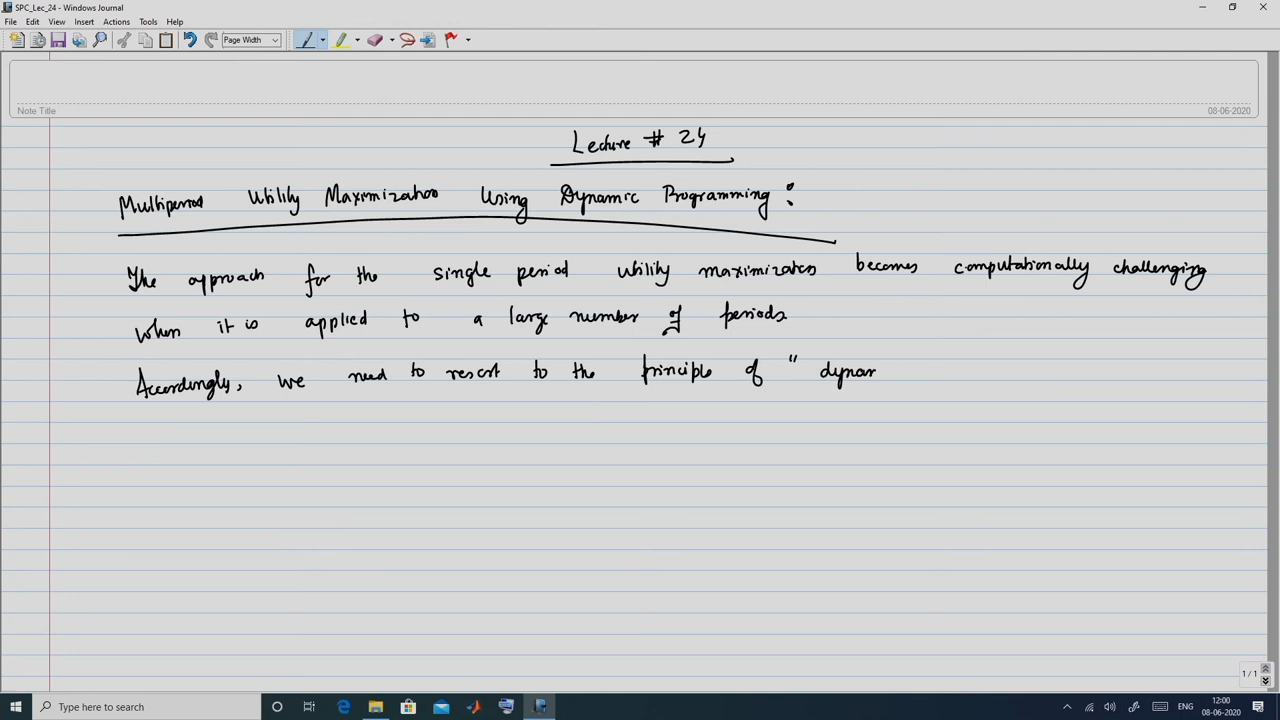 SPC_Lec_24 - Windows Journal
File Edit View Insert Actions Tools Help
Page Width
Note Title
08-06-2020
Lecture # 24
Multiperiod Utility Maximization Using Dynamic Programming :
The approach for the single period utility maximization becomes computationally challenging
when it is applied to a large number of periods.
Accordingly, we need to resort to the principle of " dynam
1 / 1
Type here to search
ENG
12:00
08-06-2020